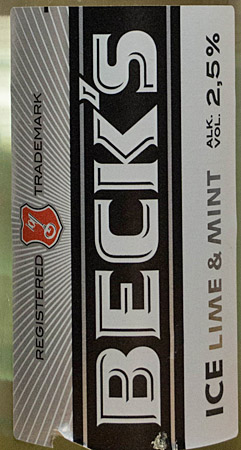 REGISTERED TRADEMARK
BECK'S
ICE LIME & MINT ALK. VOL. 2,5%